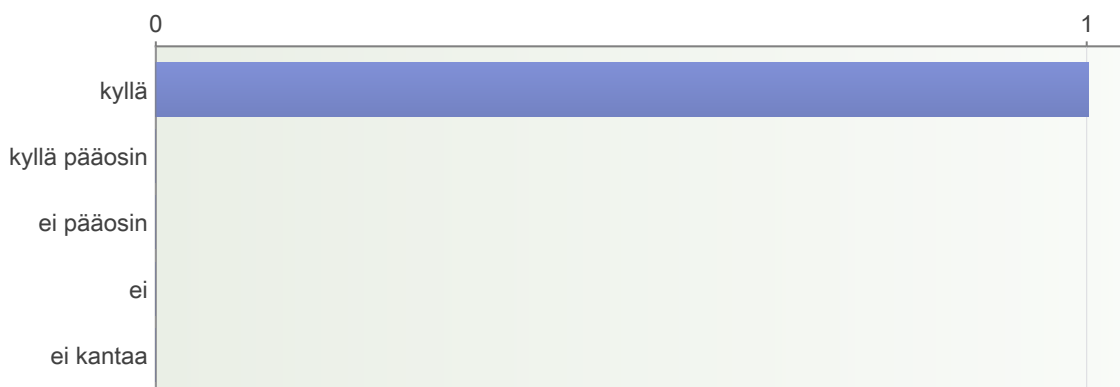 0 1
kyllä
kyllä pääosin
ei pääosin
ei
ei kantaa